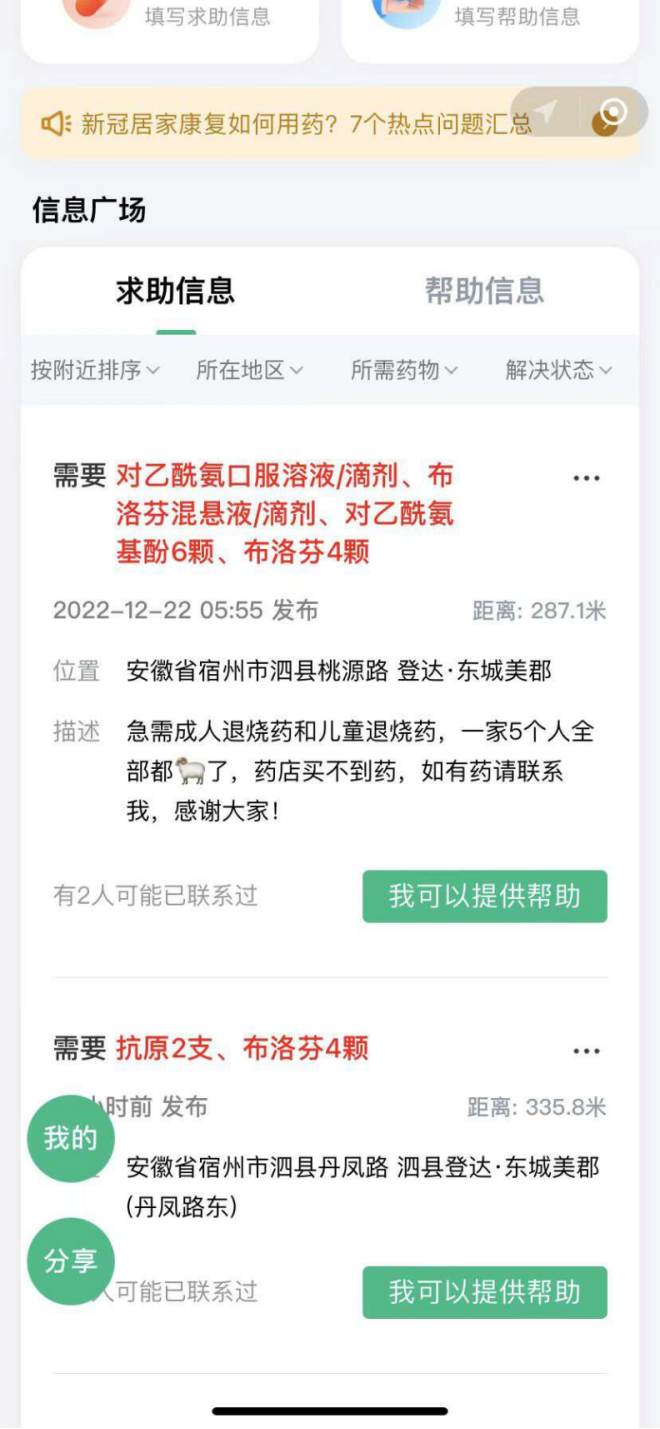 填写求助信息
填写帮助信息
新冠居家康复如何用药？7个热点问题汇总
信息广场
求助信息
帮助信息
按附近排序
所在地区
所需药物
解决状态
需要 对乙酰氨口服溶液/滴剂、布
洛芬混悬液/滴剂、对乙酰氨
基酚6颗、布洛芬4颗
2022-12-22 05:55 发布
距离: 287.1米
位置 安徽省宿州市泗县桃源路 登达·东城美郡
描述 急需成人退烧药和儿童退烧药，一家5个人全
部都🐏了，药店买不到药，如有药请联系
我，感谢大家！
有2人可能已联系过
我可以提供帮助
需要 抗原2支、布洛芬4颗
小时前 发布
距离: 335.8米
我的
安徽省宿州市泗县丹凤路 泗县登达·东城美郡
(丹凤路东)
分享
人可能已联系过
我可以提供帮助